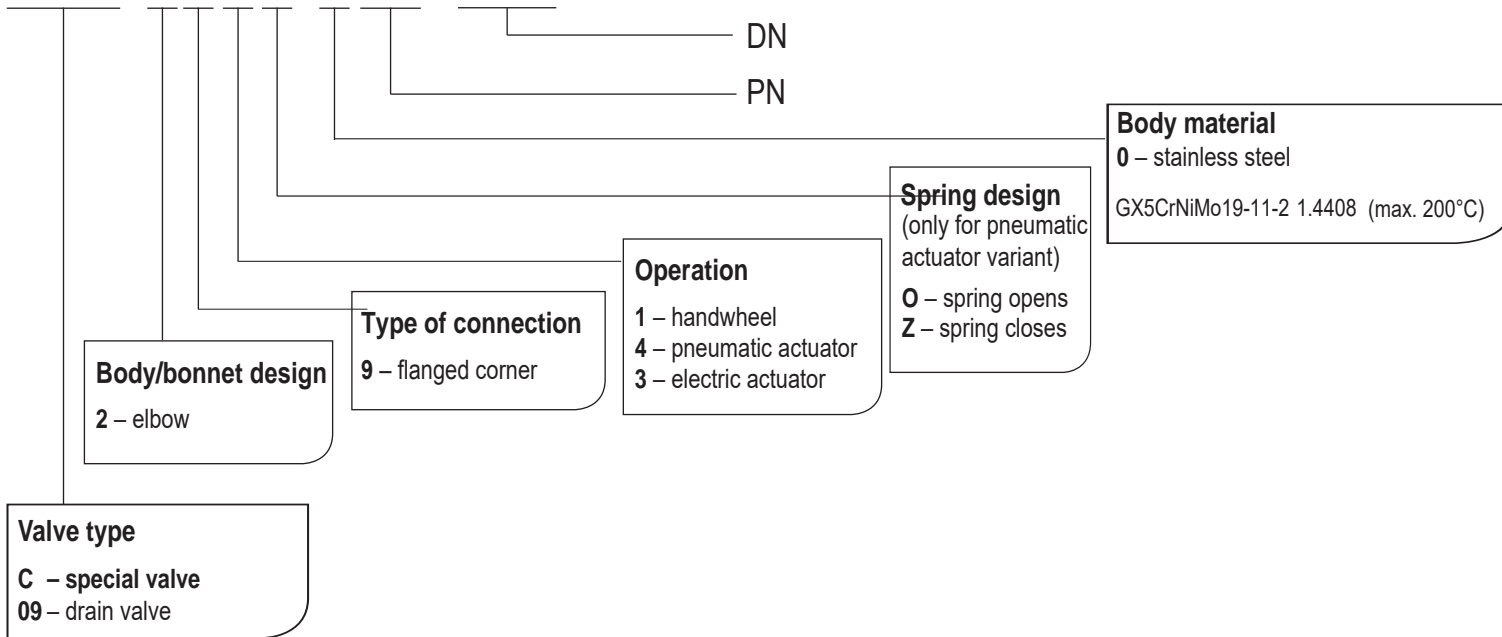 DN
PN
Body material
0 – stainless steel
GX5CrNiMo19-11-2 1.4408 (max. 200°C)
Spring design
(only for pneumatic
actuator variant)
O – spring opens
Z – spring closes
Operation
1 – handwheel
4 – pneumatic actuator
3 – electric actuator
Type of connection
9 – flanged corner
Body/bonnet design
2 – elbow
Valve type
C – special valve
09 – drain valve